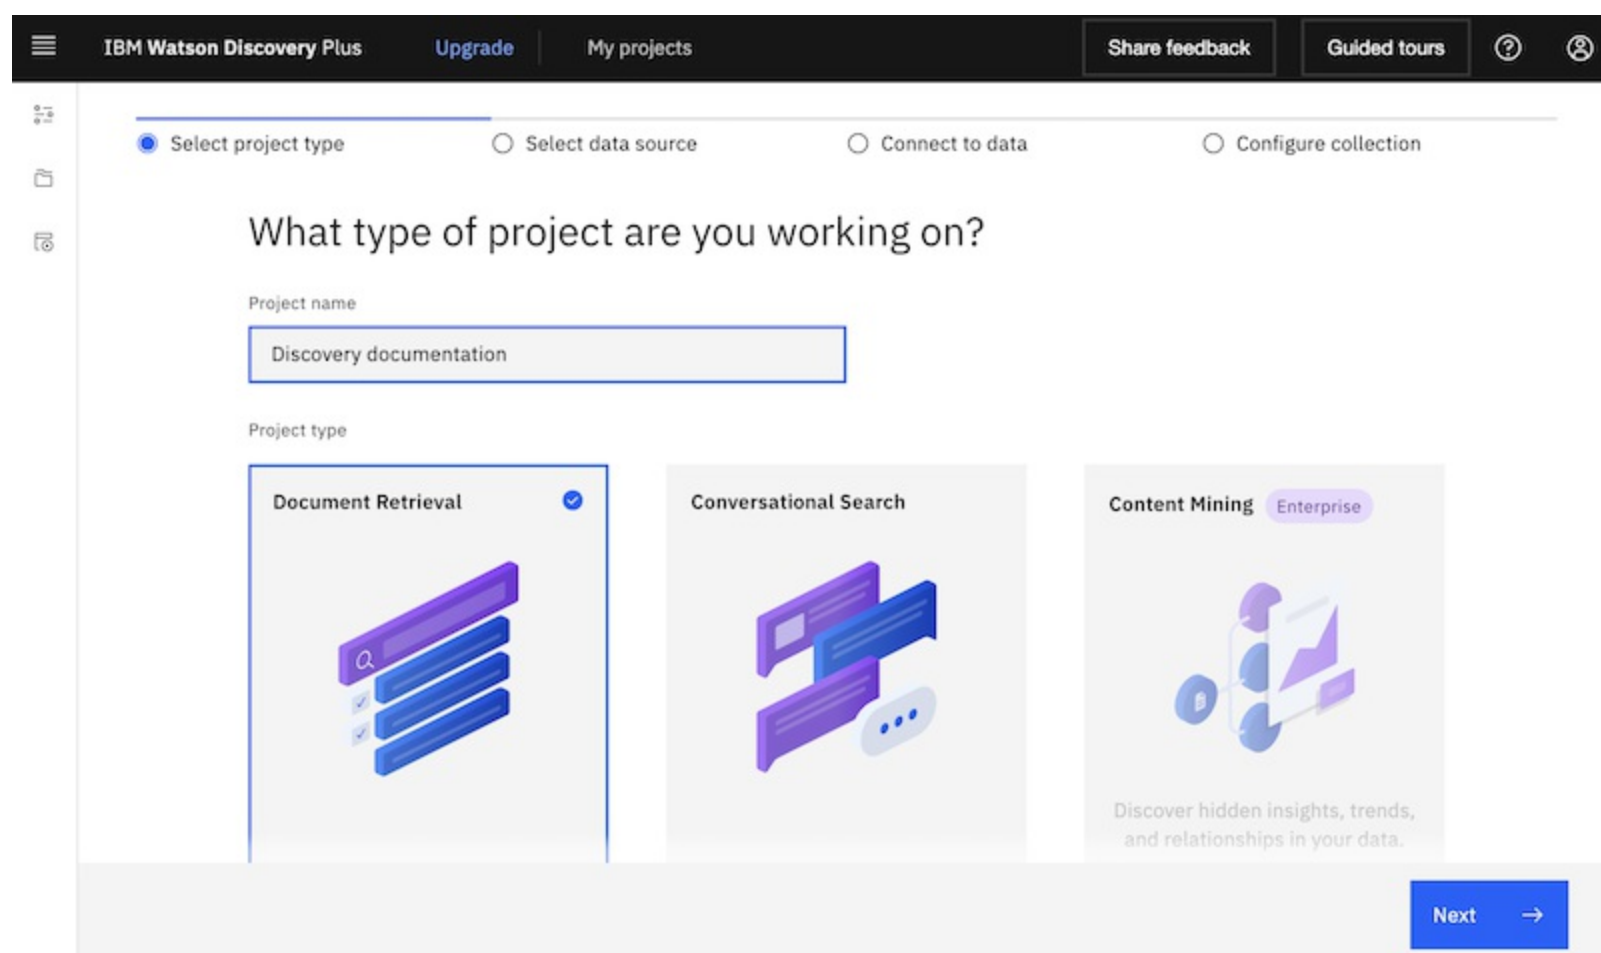 IBM Watson Discovery Plus Upgrade My projects Share feedback Guided tours
Select project type Select data source Connect to data Configure collection
What type of project are you working on?
Project name
Discovery documentation
Project type
Document Retrieval
Conversational Search
Content Mining Enterprise
Discover hidden insights, trends,
and relationships in your data.
Next